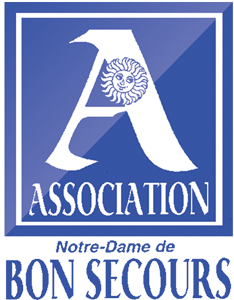 A
ASSOCIATION
Notre-Dame de
BON SECOURS